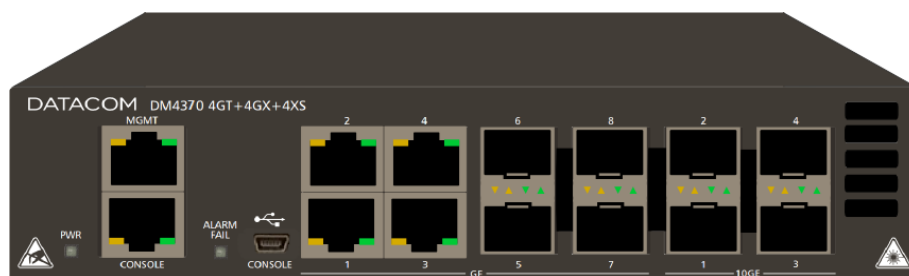 DATACOM DM4370 4GT+4GX+4XS
MGMT 2 4 6 8 2 4
PWR
ALARM
FAIL
CONSOLE CONSOLE 1 3 5 7 1 3
GE 10GE